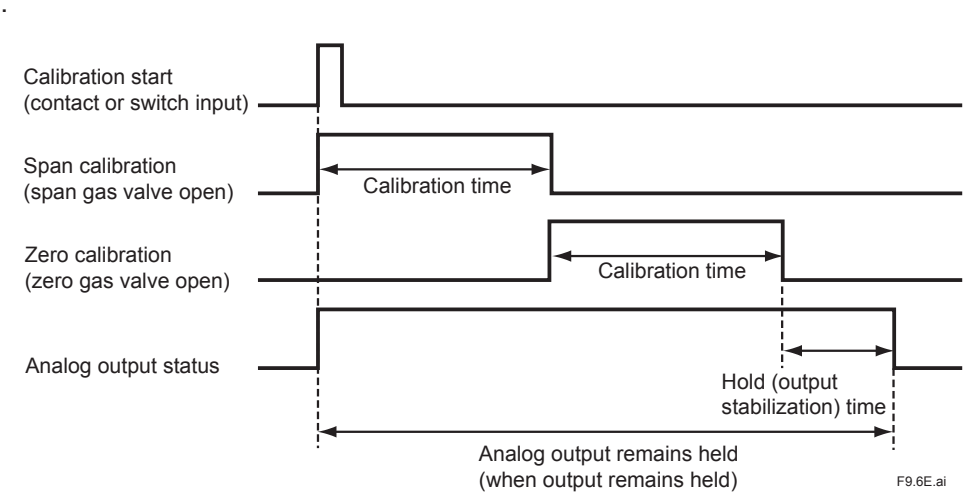 .
Calibration start
(contact or switch input)
Span calibration
(span gas valve open)
Calibration time
Zero calibration
(zero gas valve open)
Calibration time
Analog output status
Hold (output
stabilization) time
Analog output remains held
(when output remains held)
F9.6E.ai